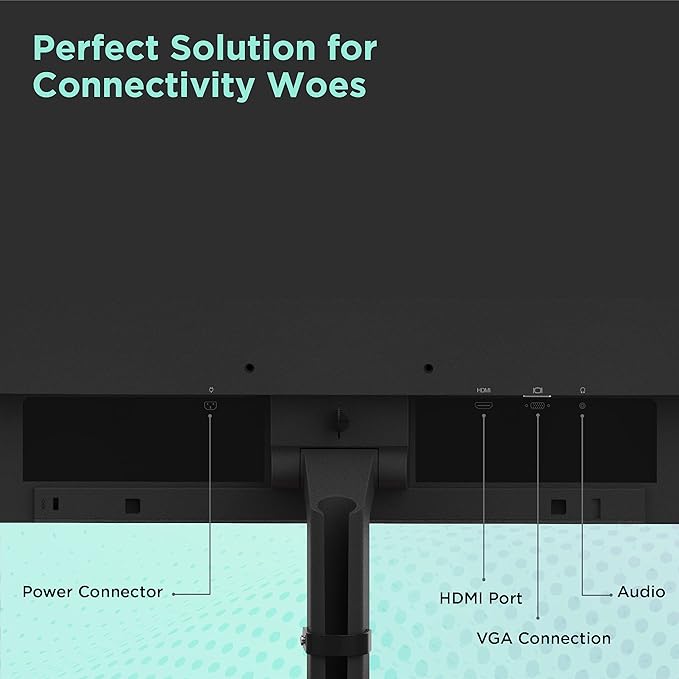 Perfect Solution for
Connectivity Woes
HDMI
Power Connector
HDMI Port
Audio
VGA Connection